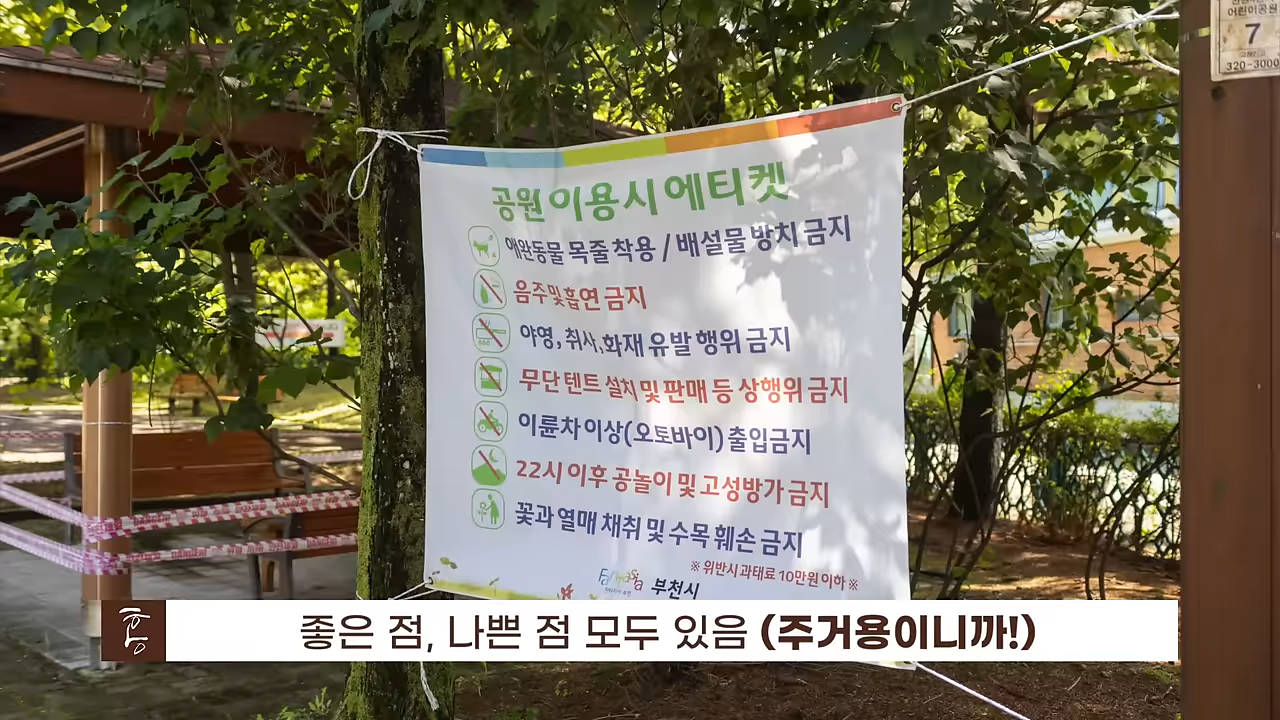 어린이공원
7
320-3000
공원 이용시 에티켓
애완동물 목줄 착용 / 배설물 방치 금지
음주및흡연 금지
야영, 취사,화재 유발 행위 금지
무단 텐트 설치 및 판매 등 상행위 금지
이륜차 이상(오토바이) 출입금지
22시 이후 공놀이 및 고성방가 금지
꽃과 열매 채취 및 수목 훼손 금지
※ 위반시 과태료 10만원 이하 ※
Fantasia 부천시
흥
좋은 점, 나쁜 점 모두 있음 (주거용이니까!)